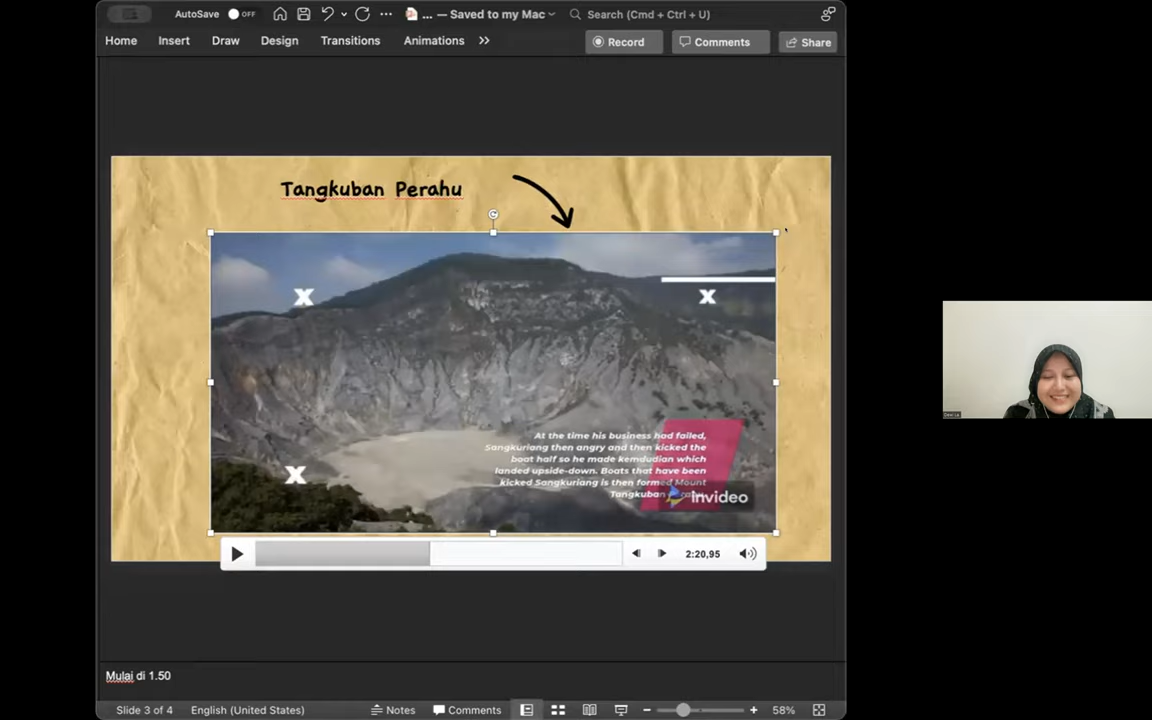 AutoSave OFF ... — Saved to my Mac Search (Cmd + Ctrl + U)
Home Insert Draw Design Transitions Animations Record Comments Share
Tangkuban Perahu
X X
At the time his business had failed,
Sangkuriang then angry and then kicked the
boat half so he made kemdudian which
landed upside-down. Boats that have been
kicked Sangkuriang is then formed Mount
Tangkuban
X
invideo
2:20,95
Mulai di 1.50
Slide 3 of 4 English (United States) Notes Comments 58%